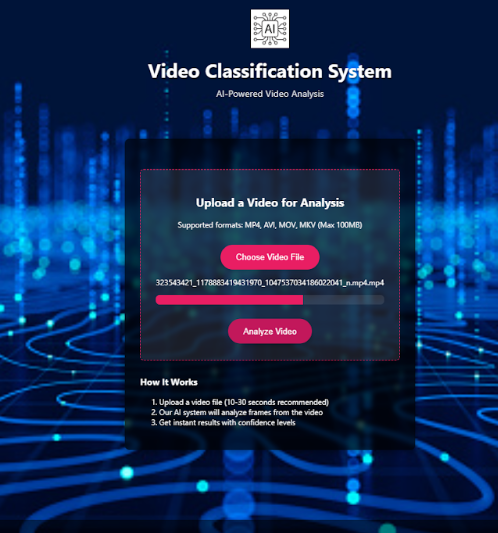 AI
Video Classification System
AI-Powered Video Analysis
Upload a Video for Analysis
Supported formats: MP4, AVI, MOV, MKV (Max 100MB)
Choose Video File
323543421_1178883419431970_1047537034186022041_n.mp4.mp4
Analyze Video
How It Works
1. Upload a video file (10-30 seconds recommended)
2. Our AI system will analyze frames from the video
3. Get instant results with confidence levels